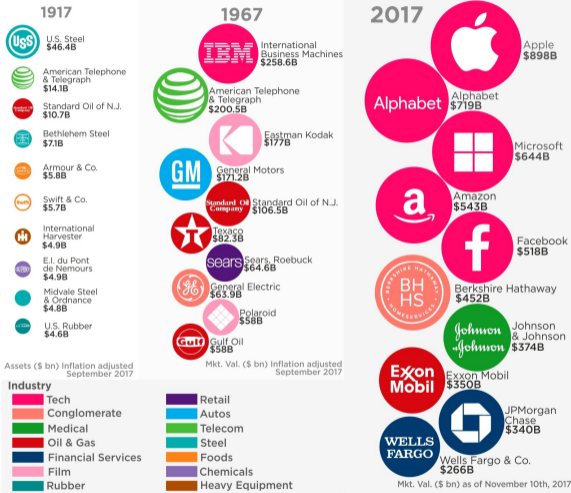 1917
USS
U.S. Steel
$46.4B
American Telephone
& Telegraph
$14.1B
Standard Oil of N.J.
$10.7B
Bethlehem Steel
$7.1B
Armour & Co.
$5.8B
Swift & Co.
$5.7B
International
Harvester
$4.9B
E.I. du Pont
de Nemours
$4.9B
Midvale Steel
& Ordnance
$4.8B
U.S. Rubber
$4.6B
Assets ($ bn) Inflation adjusted
September 2017
1967
IBM
International
Business Machines
$258.6B
American Telephone
& Telegraph
$200.5B
Eastman Kodak
$177B
GM
General Motors
$171.2B
Standard Oil
Company
Standard Oil of N.J.
$106.5B
T
Texaco
$82.3B
sears
Sears, Roebuck
$64.6B
GE
General Electric
$63.9B
Polaroid
$58B
Gulf
Gulf Oil
$58B
Mkt. Val. ($ bn) Inflation adjusted
September 2017
2017
Apple
$898B
Alphabet
Alphabet
$719B
Microsoft
$644B
a
Amazon
$543B
f
Facebook
$518B
BERKSHIRE HATHAWAY
BH
HS
HOMESERVICES
Berkshire Hathaway
$452B
Johnson
& Johnson
Johnson
& Johnson
$374B
Exxon
Mobil
Exxon Mobil
$350B
JPMorgan
Chase
$340B
WELLS
FARGO
Wells Fargo & Co.
$266B
Mkt. Val. ($ bn) as of November 10th, 2017
Industry
Tech
Conglomerate
Medical
Oil & Gas
Financial Services
Film
Rubber
Retail
Autos
Telecom
Steel
Foods
Chemicals
Heavy Equipment